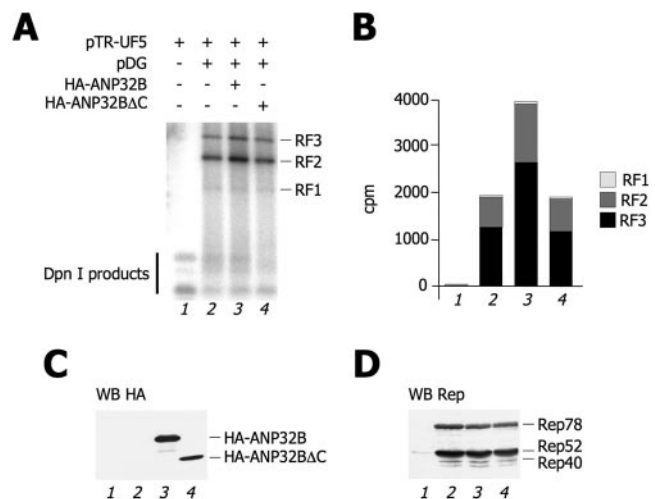 A
pTR-UF5 + + + +
pDG - + + +
HA-ANP32B - - + -
HA-ANP32BΔC - - - +
RF3
RF2
RF1
Dpn I products
1 2 3 4
B
4000
3000
2000
1000
0
cpm
1 2 3 4
RF1
RF2
RF3
C
WB HA
HA-ANP32B
HA-ANP32BΔC
1 2 3 4
D
WB Rep
Rep78
Rep52
Rep40
1 2 3 4